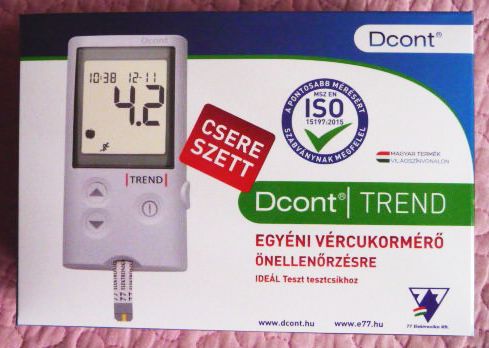 Dcont®
Dcont
10:38 12-11
4.2
TREND
CSERE
SZETT
A PONTOSABB MÉRÉSÉRT
MSZ EN
ISO
15197:2015
SZABVÁNYNAK MEGFELEL
MAGYAR TERMÉK
VILÁGSZÍNVONALON
Dcont® TREND
EGYÉNI VÉRCUKORMÉRŐ
ÖNELLENŐRZÉSRE
IDEÁL Teszt tesztcsíkhoz
77 ELEKTRONIKA
www.dcont.hu www.e77.hu
77 Elektronika Kft.